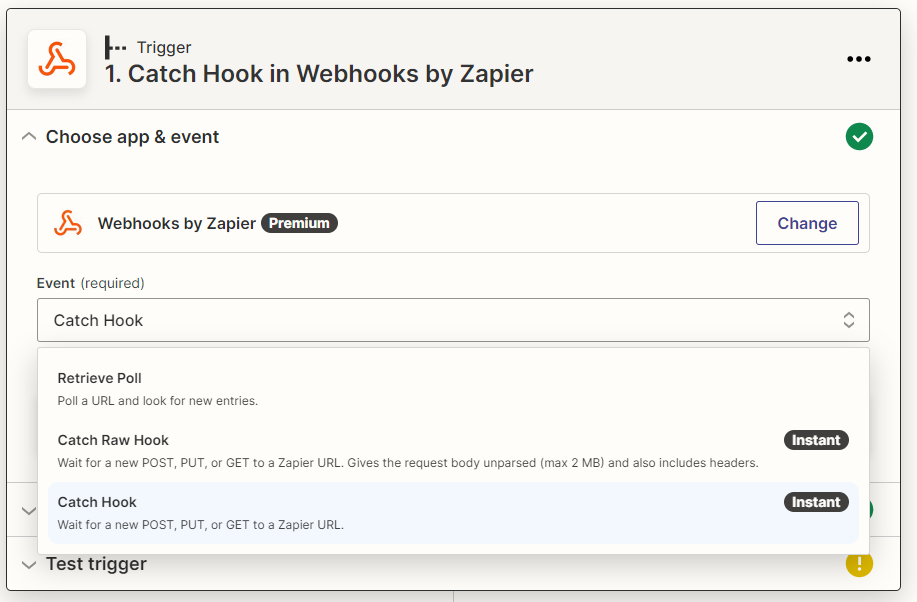 Trigger
1. Catch Hook in Webhooks by Zapier
Choose app & event
Webhooks by Zapier Premium
Change
Event (required)
Catch Hook
Retrieve Poll
Poll a URL and look for new entries.
Catch Raw Hook Instant
Wait for a new POST, PUT, or GET to a Zapier URL. Gives the request body unparsed (max 2 MB) and also includes headers.
Catch Hook Instant
Wait for a new POST, PUT, or GET to a Zapier URL.
Test trigger